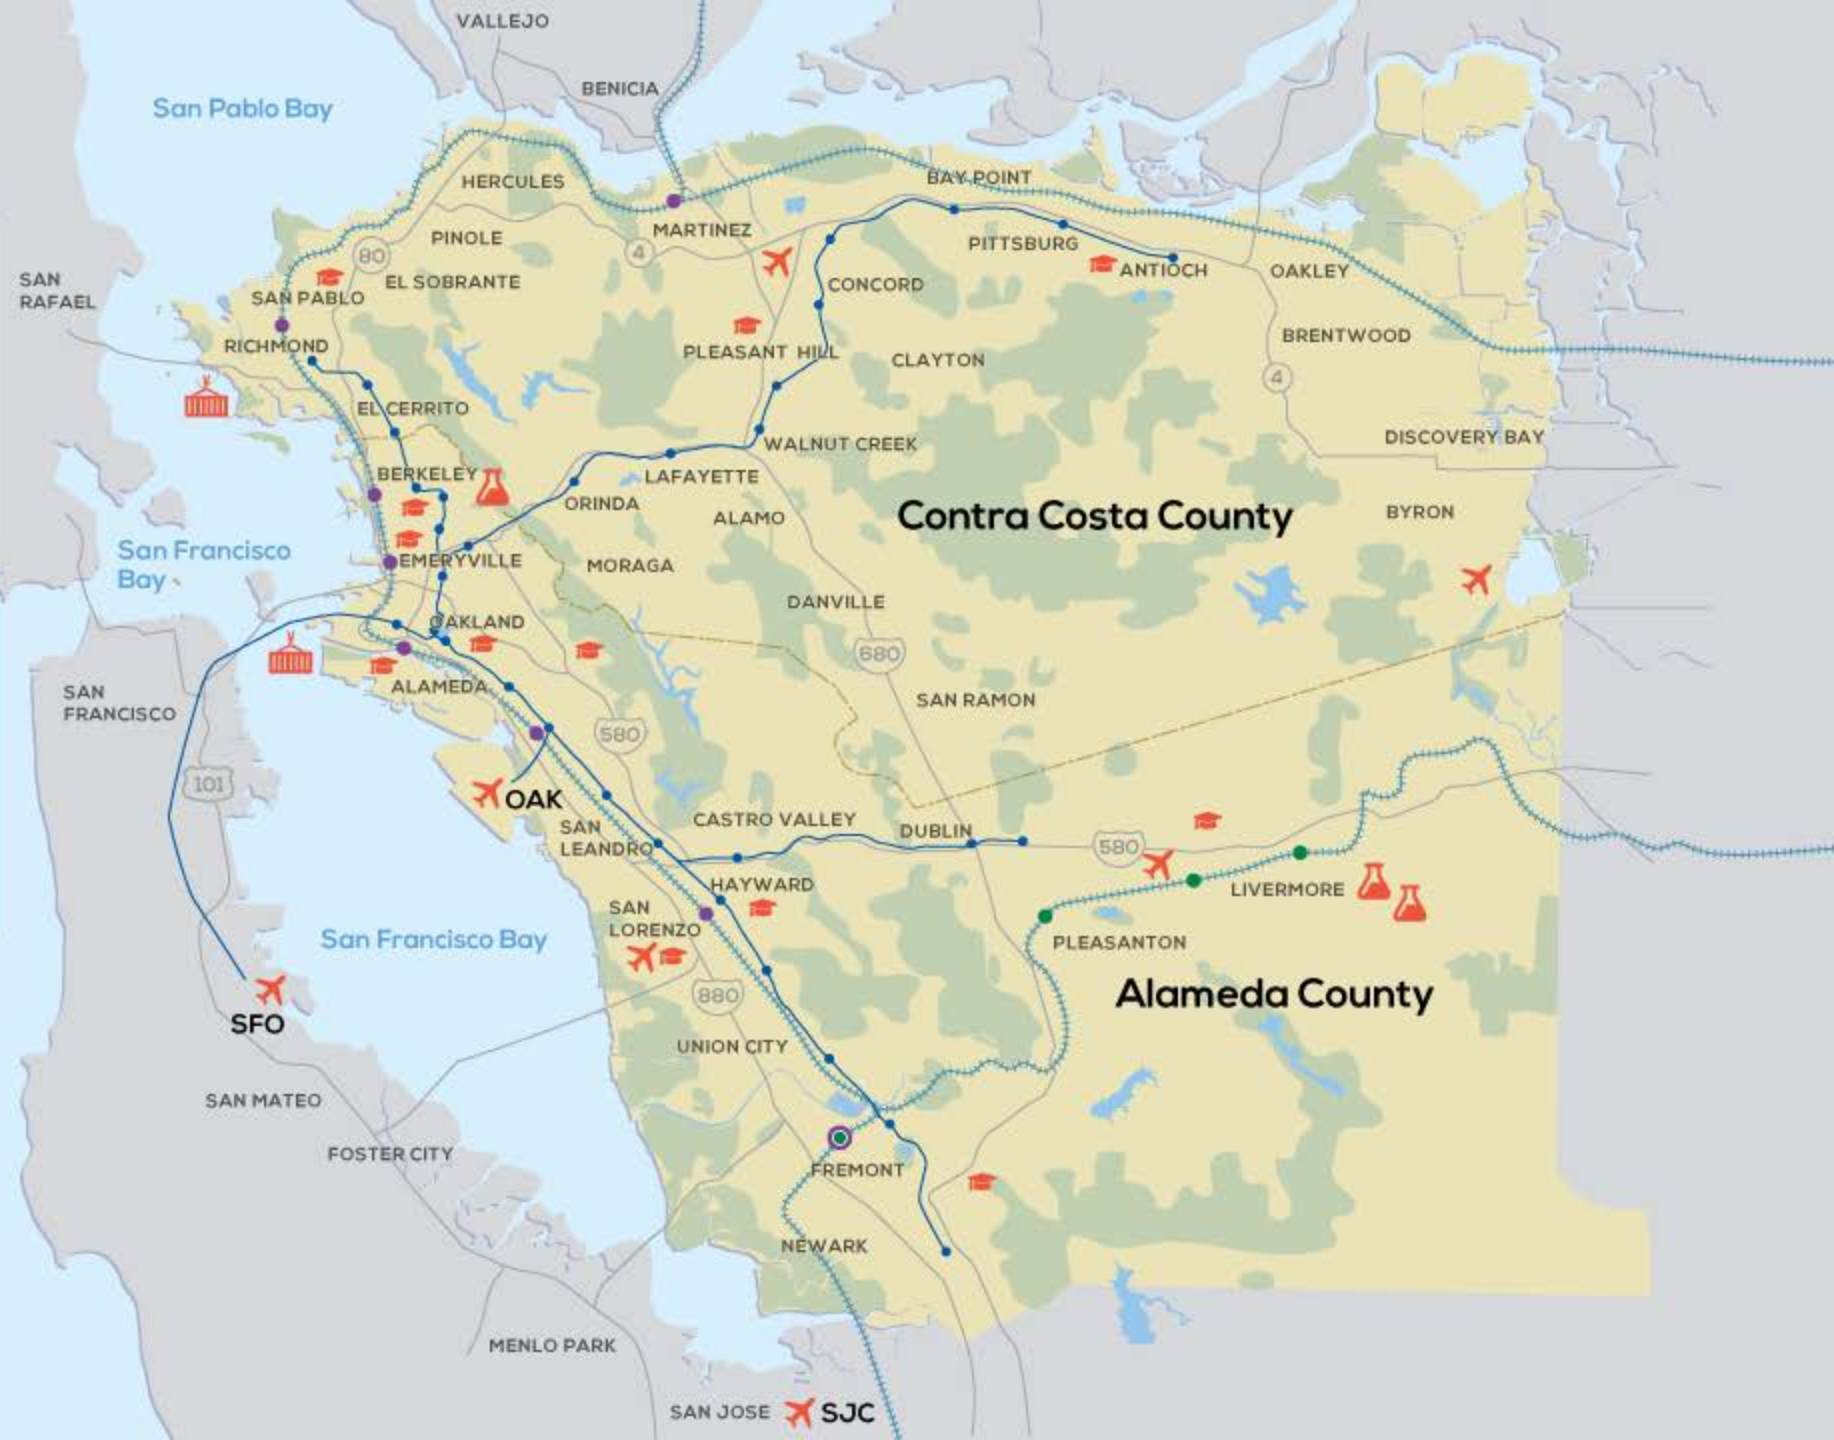 VALLEJO
BENICIA
San Pablo Bay
HERCULES
BAY POINT
MARTINEZ
PINOLE
4
80
PITTSBURG
ANTIOCH
OAKLEY
EL SOBRANTE
CONCORD
SAN
RAFAEL
SAN PABLO
RICHMOND
BRENTWOOD
PLEASANT HILL
CLAYTON
4
EL CERRITO
WALNUT CREEK
DISCOVERY BAY
BERKELEY
LAFAYETTE
ORINDA
ALAMO
Contra Costa County
BYRON
San Francisco
Bay
EMERYVILLE
MORAGA
DANVILLE
OAKLAND
680
ALAMEDA
SAN
FRANCISCO
SAN RAMON
580
101
OAK
SAN
LEANDRO
CASTRO VALLEY
DUBLIN
580
HAYWARD
LIVERMORE
SAN
LORENZO
San Francisco Bay
PLEASANTON
Alameda County
880
SFO
UNION CITY
SAN MATEO
FOSTER CITY
FREMONT
NEWARK
MENLO PARK
SAN JOSE
SJC